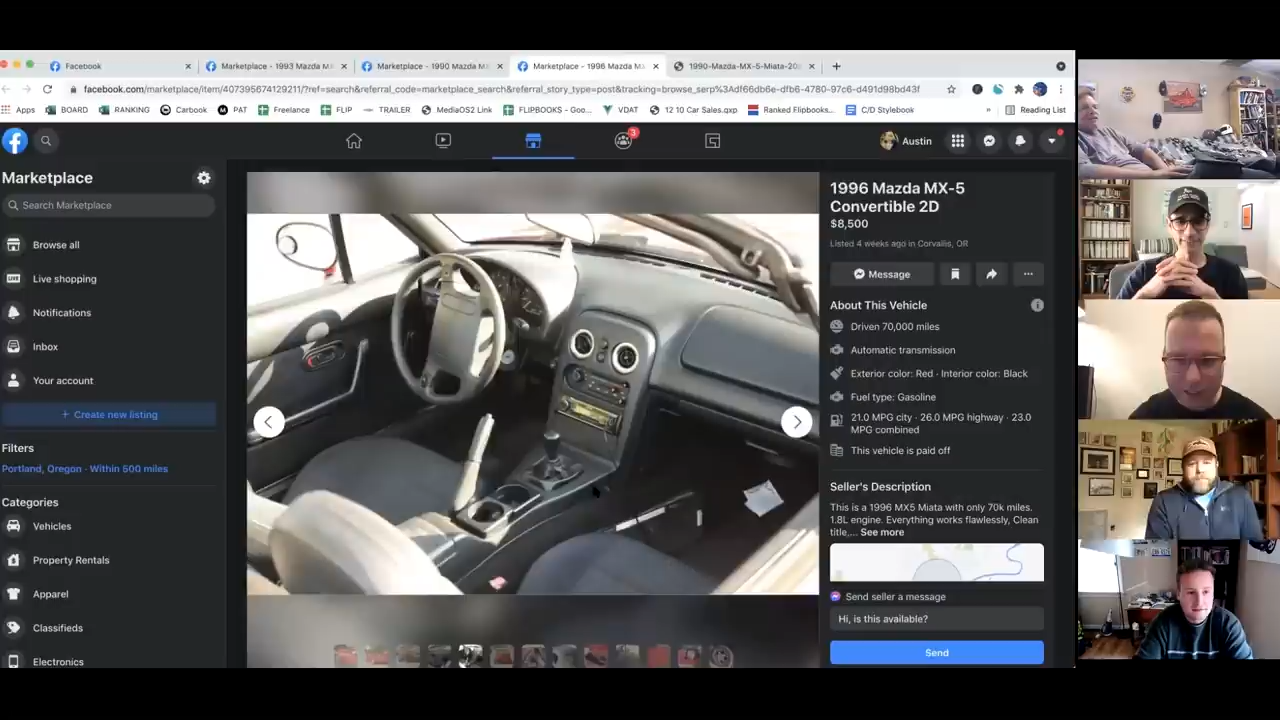 Facebook
Marketplace - 1993 Mazda M
Marketplace - 1990 Mazda M
Marketplace - 1996 Mazda M
1990-Mazda-MX-5-Miata-20
facebook.com/marketplace/item/407395674129211/?ref=search&referral_code=marketplace_search&referral_story_type=post&tracking=browse_serp%3Adf66db6e-dfb6-4780-97c6-d491d98bd43f
Apps
BOARD
RANKING
Carbook
PAT
Freelance
FLIP
TRAILER
MediaOS2 Link
FLIPBOOKS - Goo...
VDAT
12 10 Car Sales.qxp
Ranked Flipbooks...
C/D Stylebook
»
Reading List
3
Austin
Marketplace
Search Marketplace
Browse all
Live shopping
Notifications
Inbox
Your account
+ Create new listing
Filters
Portland, Oregon · Within 500 miles
Categories
Vehicles
Property Rentals
Apparel
Classifieds
Electronics
1996 Mazda MX-5
Convertible 2D
$8,500
Listed 4 weeks ago in Corvallis, OR
Message
About This Vehicle
Driven 70,000 miles
Automatic transmission
Exterior color: Red · Interior color: Black
Fuel type: Gasoline
21.0 MPG city · 26.0 MPG highway · 23.0
MPG combined
This vehicle is paid off
Seller's Description
This is a 1996 MX5 Miata with only 70k miles.
1.8L engine. Everything works flawlessly, Clean
title,... See more
Send seller a message
Hi, is this available?
Send